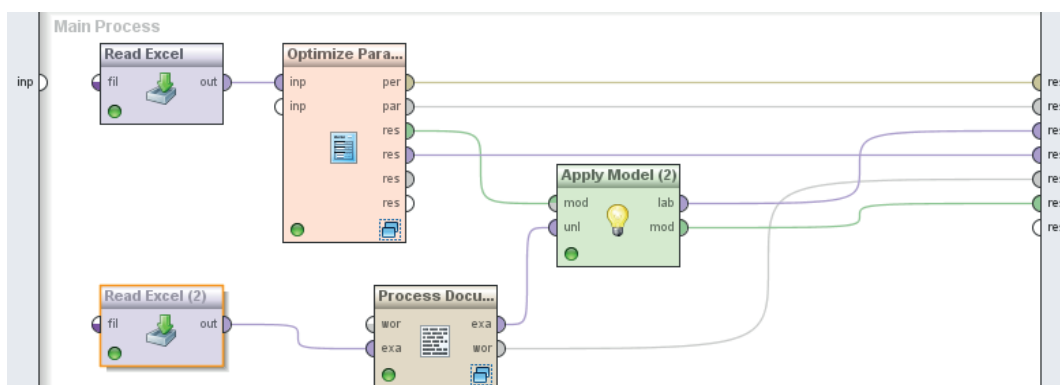 Main Process
Read Excel
Optimize Para...
inp
fil
out
inp
per
res
inp
par
res
res
res
res
res
Apply Model (2)
res
res
mod
lab
res
res
unl
mod
res
Read Excel (2)
Process Docu...
fil
out
wor
exa
exa
wor